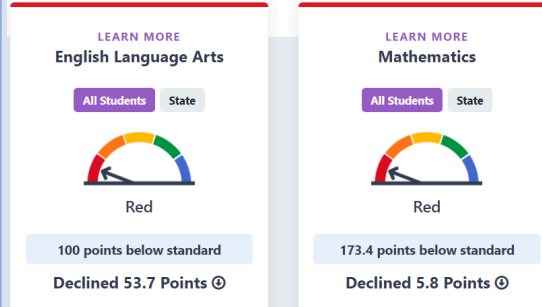 LEARN MORE
English Language Arts
All Students State
Red
100 points below standard
Declined 53.7 Points
LEARN MORE
Mathematics
All Students State
Red
173.4 points below standard
Declined 5.8 Points